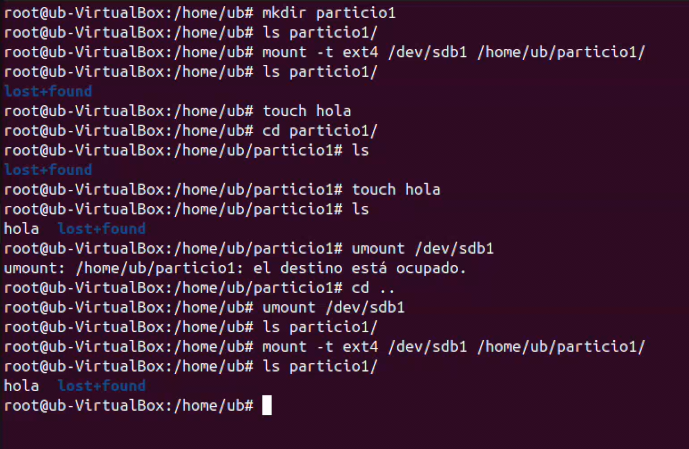 root@ub-VirtualBox:/home/ub# mkdir particio1
root@ub-VirtualBox:/home/ub# ls particio1/
root@ub-VirtualBox:/home/ub# mount -t ext4 /dev/sdb1 /home/ub/particio1/
root@ub-VirtualBox:/home/ub# ls particio1/
lost+found
root@ub-VirtualBox:/home/ub# touch hola
root@ub-VirtualBox:/home/ub# cd particio1/
root@ub-VirtualBox:/home/ub/particio1# ls
lost+found
root@ub-VirtualBox:/home/ub/particio1# touch hola
root@ub-VirtualBox:/home/ub/particio1# ls
hola  lost+found
root@ub-VirtualBox:/home/ub/particio1# umount /dev/sdb1
umount: /home/ub/particio1: el destino está ocupado.
root@ub-VirtualBox:/home/ub/particio1# cd ..
root@ub-VirtualBox:/home/ub# umount /dev/sdb1
root@ub-VirtualBox:/home/ub# ls particio1/
root@ub-VirtualBox:/home/ub# mount -t ext4 /dev/sdb1 /home/ub/particio1/
root@ub-VirtualBox:/home/ub# ls particio1/
hola  lost+found
root@ub-VirtualBox:/home/ub#